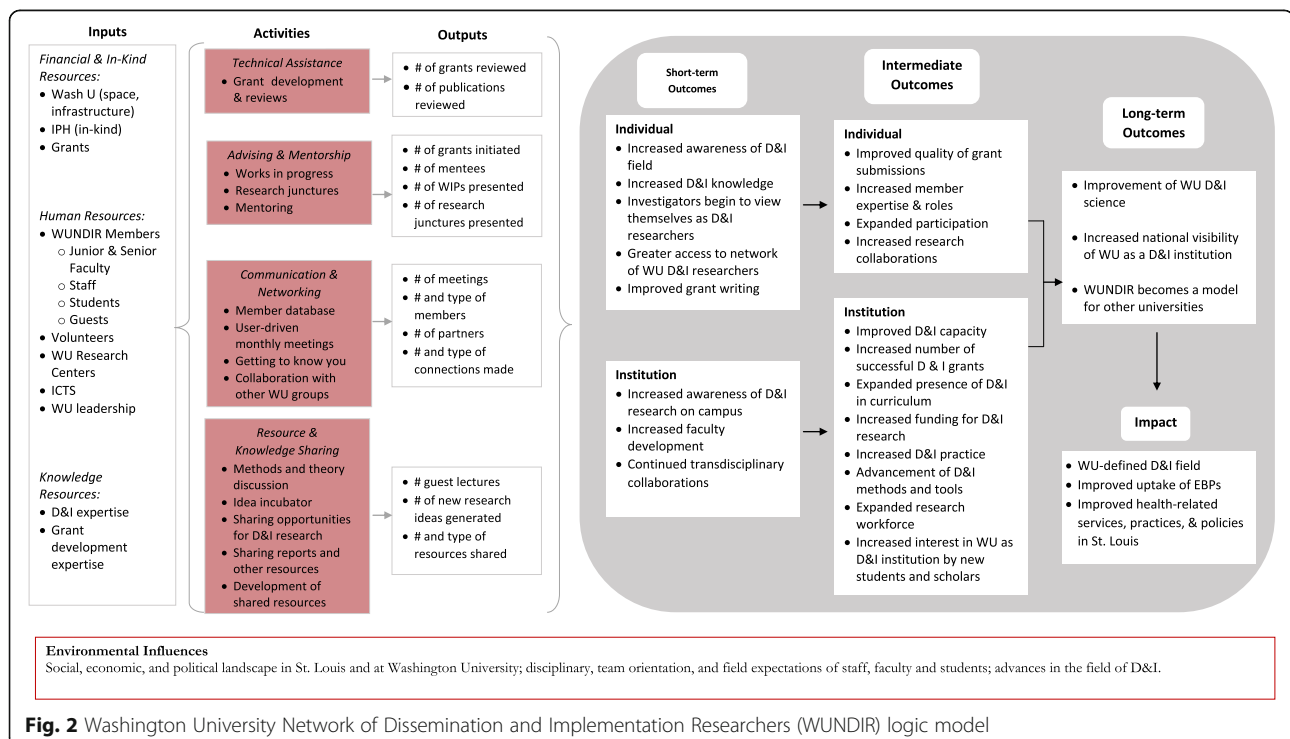 Inputs
Financial & In-Kind
Resources:
• Wash U (space,
infrastructure)
• IPH (in-kind)
• Grants
Human Resources:
• WUNDIR Members
o Junior & Senior
Faculty
o Staff
o Students
o Guests
• Volunteers
• WU Research
Centers
• ICTS
• WU leadership
Knowledge
Resources:
• D&I expertise
• Grant
development
expertise
Activities
Technical Assistance
• Grant development
& reviews
Advising & Mentorship
• Works in progress
• Research junctures
• Mentoring
Communication &
Networking
• Member database
• User-driven
monthly meetings
• Getting to know you
• Collaboration with
other WU groups
Resource &
Knowledge Sharing
• Methods and theory
discussion
• Idea incubator
• Sharing opportunities
for D&I research
• Sharing reports and
other resources
• Development of
shared resources
Outputs
• # of grants reviewed
• # of publications
reviewed
• # of grants initiated
• # of mentees
• # of WIPs presented
• # of research
junctures presented
• # of meetings
• # and type of
members
• # of partners
• # and type of
connections made
• # guest lectures
• # of new research
ideas generated
• # and type of
resources shared
Short-term
Outcomes
Individual
• Increased awareness of D&I
field
• Increased D&I knowledge
• Investigators begin to view
themselves as D&I
researchers
• Greater access to network
of WU D&I researchers
• Improved grant writing
Institution
• Increased awareness of D&I
research on campus
• Increased faculty
development
• Continued transdisciplinary
collaborations
Intermediate
Outcomes
Individual
• Improved quality of grant
submissions
• Increased member
expertise & roles
• Expanded participation
• Increased research
collaborations
Institution
• Improved D&I capacity
• Increased number of
successful D & I grants
• Expanded presence of D&I
in curriculum
• Increased funding for D&I
research
• Increased D&I practice
• Advancement of D&I
methods and tools
• Expanded research
workforce
• Increased interest in WU as
D&I institution by new
students and scholars
Long-term
Outcomes
• Improvement of WU D&I
science
• Increased national visibility
of WU as a D&I institution
• WUNDIR becomes a model
for other universities
Impact
• WU-defined D&I field
• Improved uptake of EBPs
• Improved health-related
services, practices, & policies
in St. Louis
Environmental Influences
Social, economic, and political landscape in St. Louis and at Washington University; disciplinary, team orientation, and field expectations of staff, faculty and students; advances in the field of D&I.
Fig. 2 Washington University Network of Dissemination and Implementation Researchers (WUNDIR) logic model